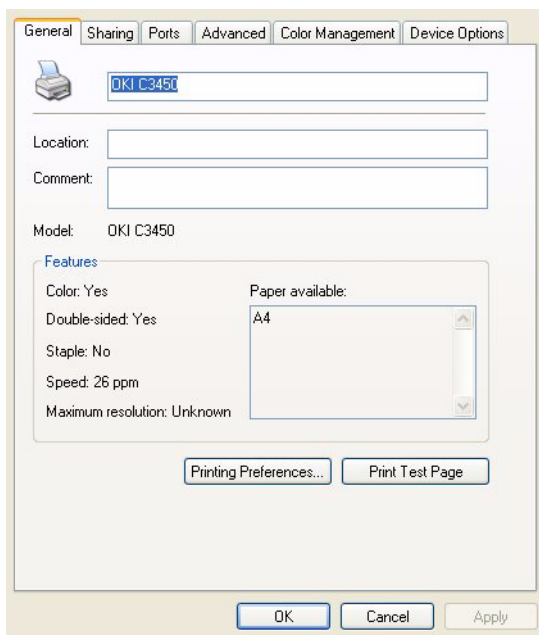 General Sharing Ports Advanced Color Management Device Options
OKI C3450
Location:
Comment:
Model: OKI C3450
Features
Color: Yes Paper available:
Double-sided: Yes A4
Staple: No
Speed: 26 ppm
Maximum resolution: Unknown
Printing Preferences... Print Test Page
OK Cancel Apply